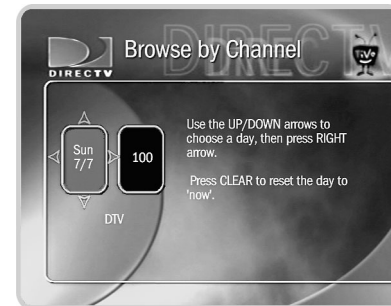 DIRECTV
Browse by Channel
TiVo
Sun
7/7
100
DTV
Use the UP/DOWN arrows to
choose a day, then press RIGHT
arrow.
Press CLEAR to reset the day to
'now'.